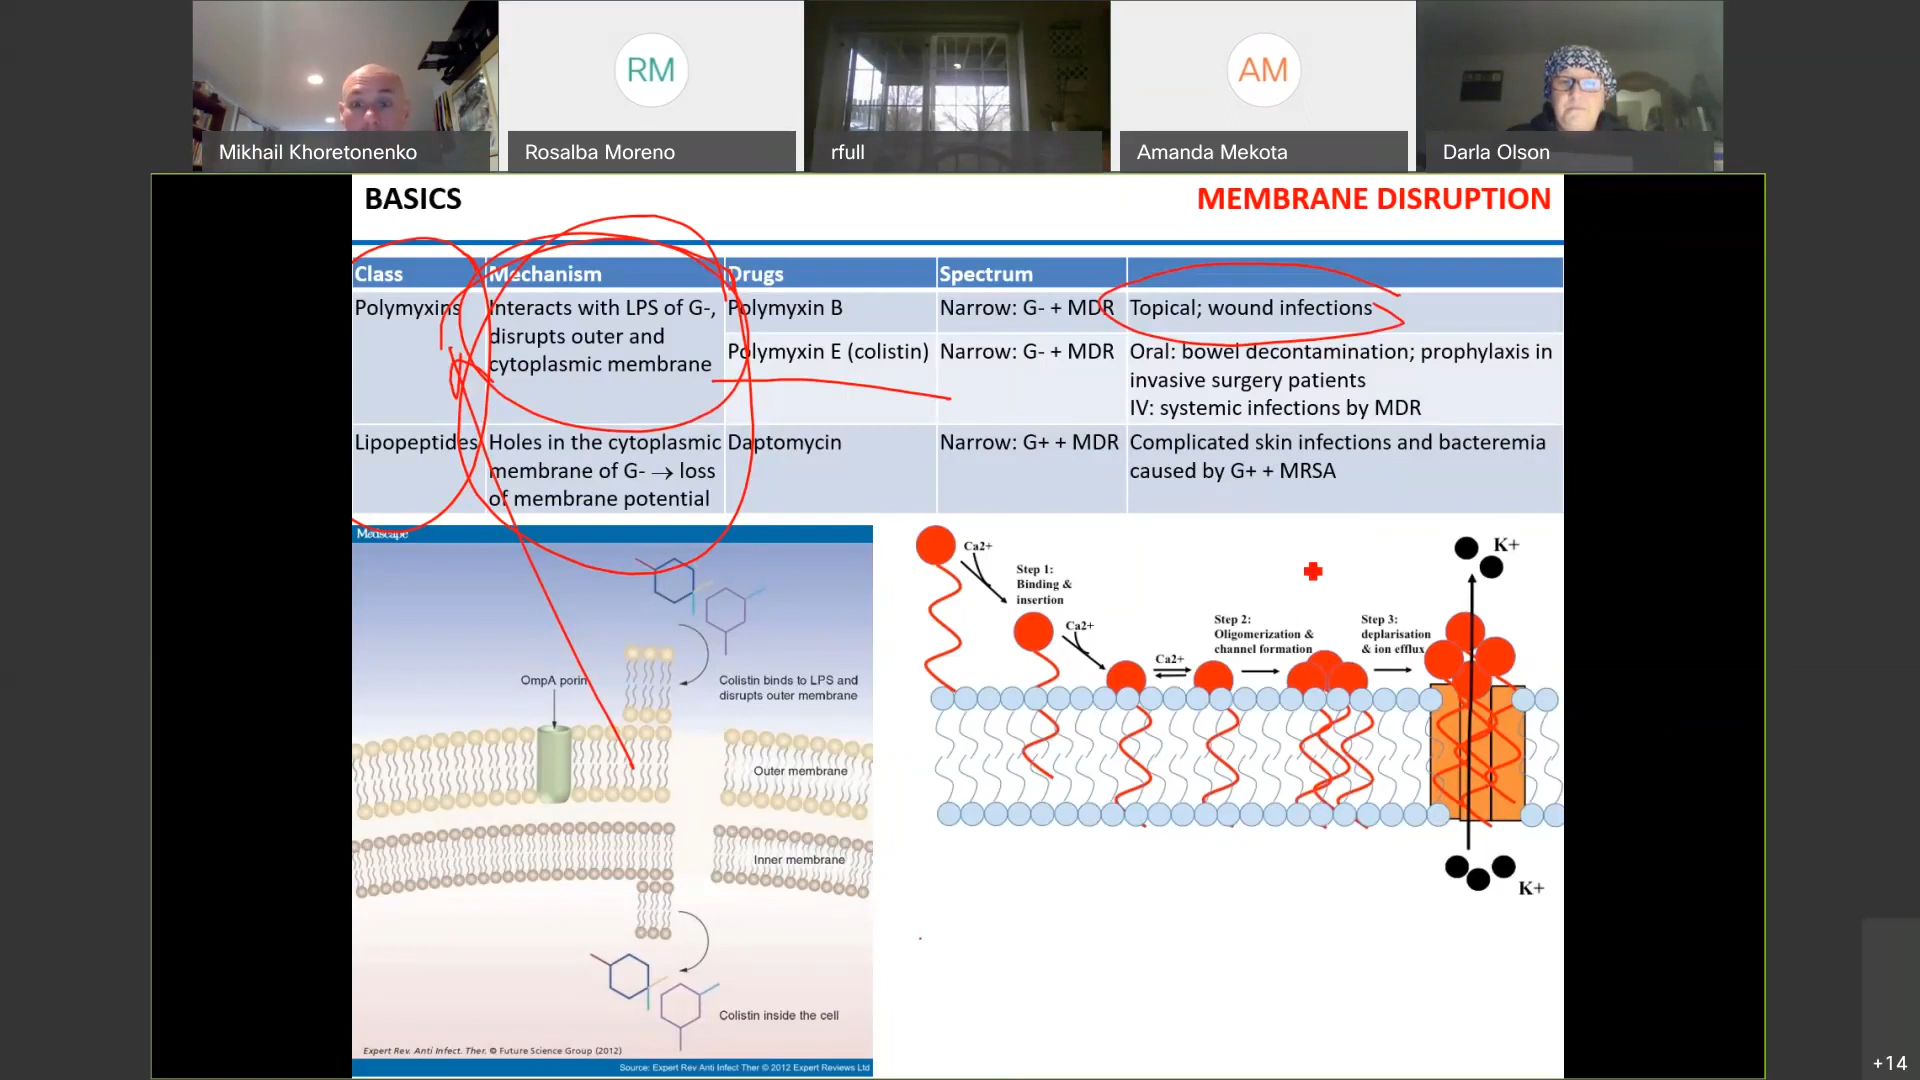 RM
AM
Mikhail Khoretonenko
Rosalba Moreno
rfull
Amanda Mekota
Darla Olson
BASICS
MEMBRANE DISRUPTION
Class Mechanism Drugs Spectrum
Polymyxins
Interacts with LPS of G-,
disrupts outer and
cytoplasmic membrane
Polymyxin B
Narrow: G- + MDR
Topical; wound infections
Polymyxin E (colistin)
Narrow: G- + MDR
Oral: bowel decontamination; prophylaxis in
invasive surgery patients
IV: systemic infections by MDR
Lipopeptides
Holes in the cytoplasmic
membrane of G- → loss
of membrane potential
Daptomycin
Narrow: G+ + MDR
Complicated skin infections and bacteremia
caused by G+ + MRSA
Medscape
OmpA porin
Colistin binds to LPS and
disrupts outer membrane
Outer membrane
Inner membrane
Colistin inside the cell
Expert Rev. Anti Infect. Ther. © Future Science Group (2012)
Source: Expert Rev Anti Infect Ther © 2012 Expert Reviews Ltd
Ca2+
Step 1:
Binding &
insertion
Ca2+
Ca2+
Step 2:
Oligomerization &
channel formation
Step 3:
deplarisation
& ion efflux
K+
K+
+14